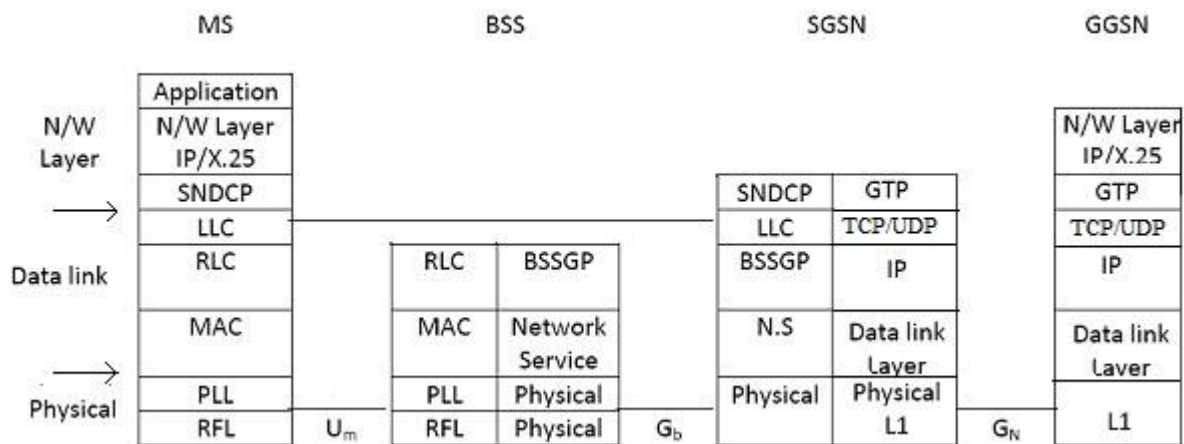 MS BSS SGSN GGSN
Application
N/W Layer
N/W Layer IP/X.25
N/W Layer IP/X.25
SNDCP SNDCP GTP GTP
LLC LLC TCP/UDP TCP/UDP
Data link RLC RLC BSSGP BSSGP IP IP
MAC MAC Network Service N.S Data link Layer Data link Layer
PLL PLL Physical Physical Physical L1 L1
Physical RFL RFL Physical
Um Gb GN